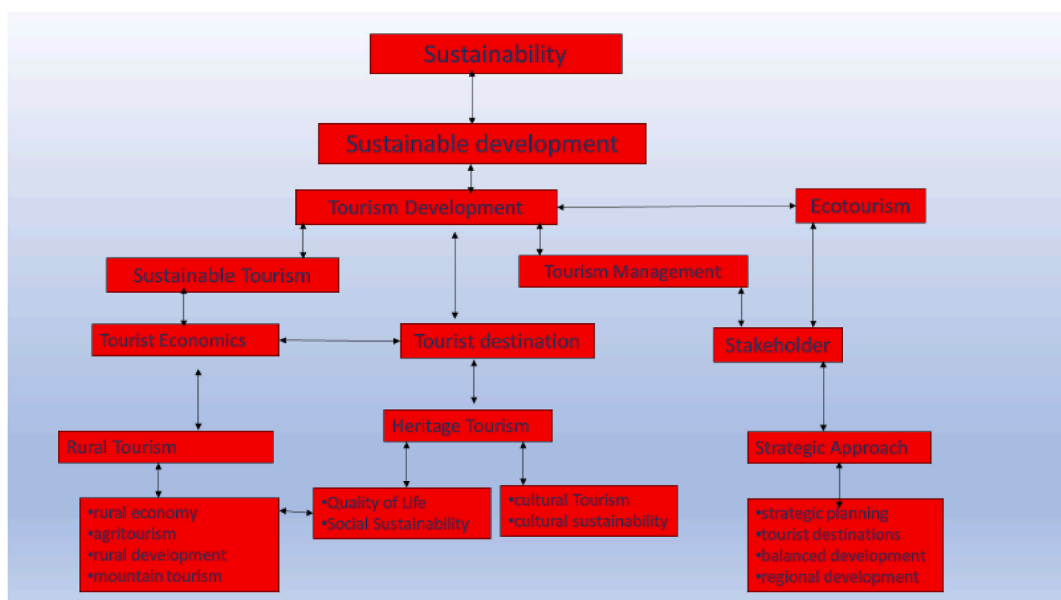 Sustainability
Sustainable development
Tourism Development
Ecotourism
Sustainable Tourism
Tourism Management
Tourist Economics
Tourist destination
Stakeholder
Heritage Tourism
Rural Tourism
Strategic Approach
•rural economy
•agritourism
•rural development
•mountain tourism
•Quality of Life
•Social Sustainability
•cultural Tourism
•cultural sustainability
•strategic planning
•tourist destinations
•balanced development
•regional development